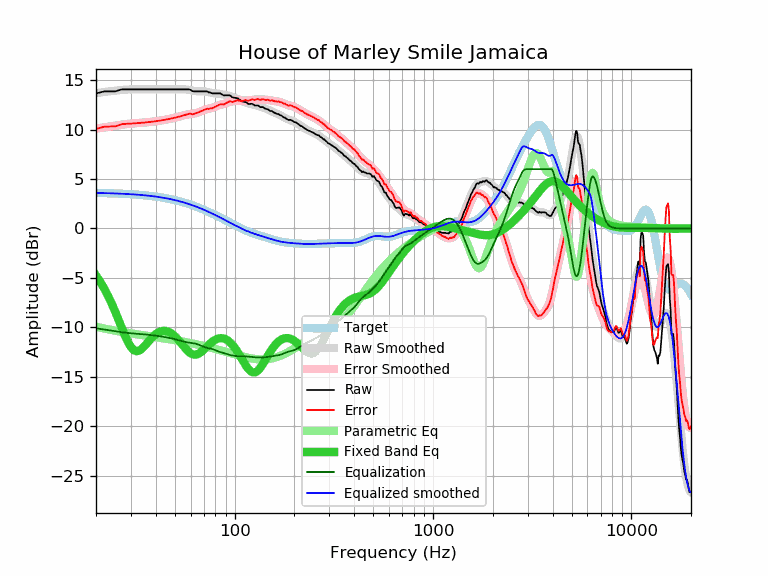 House of Marley Smile Jamaica
15
10
5
0
−5
−10
−15
−20
−25
Amplitude (dBr)
Target
Raw Smoothed
Error Smoothed
Raw
Error
Parametric Eq
Fixed Band Eq
Equalization
Equalized smoothed
100
1000
10000
Frequency (Hz)